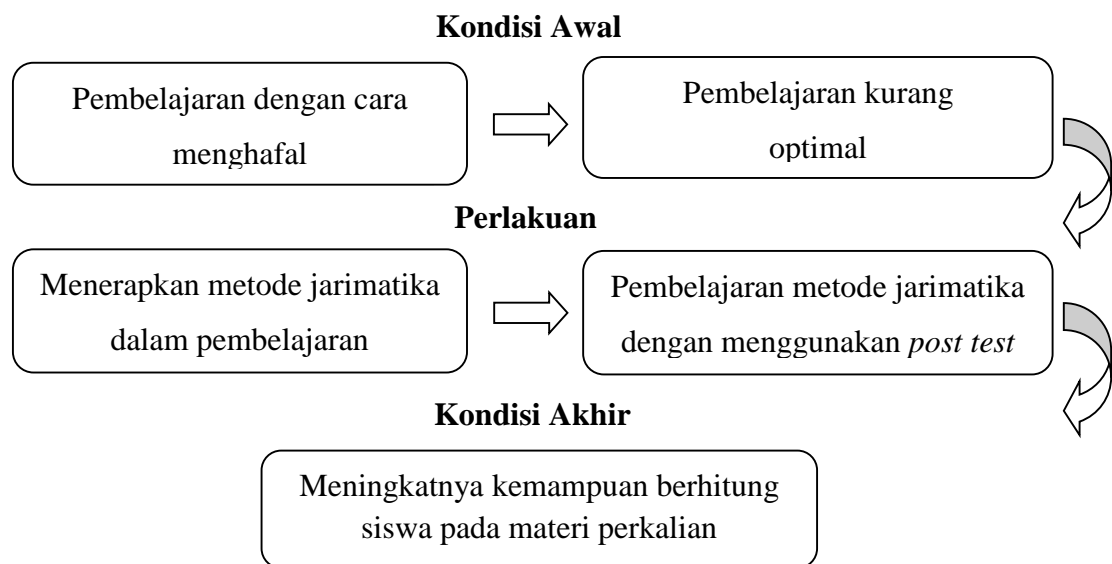 Kondisi Awal
Pembelajaran dengan cara
menghafal
Pembelajaran kurang
optimal
Perlakuan
Menerapkan metode jarimatika
dalam pembelajaran
Pembelajaran metode jarimatika
dengan menggunakan post test
Kondisi Akhir
Meningkatnya kemampuan berhitung
siswa pada materi perkalian